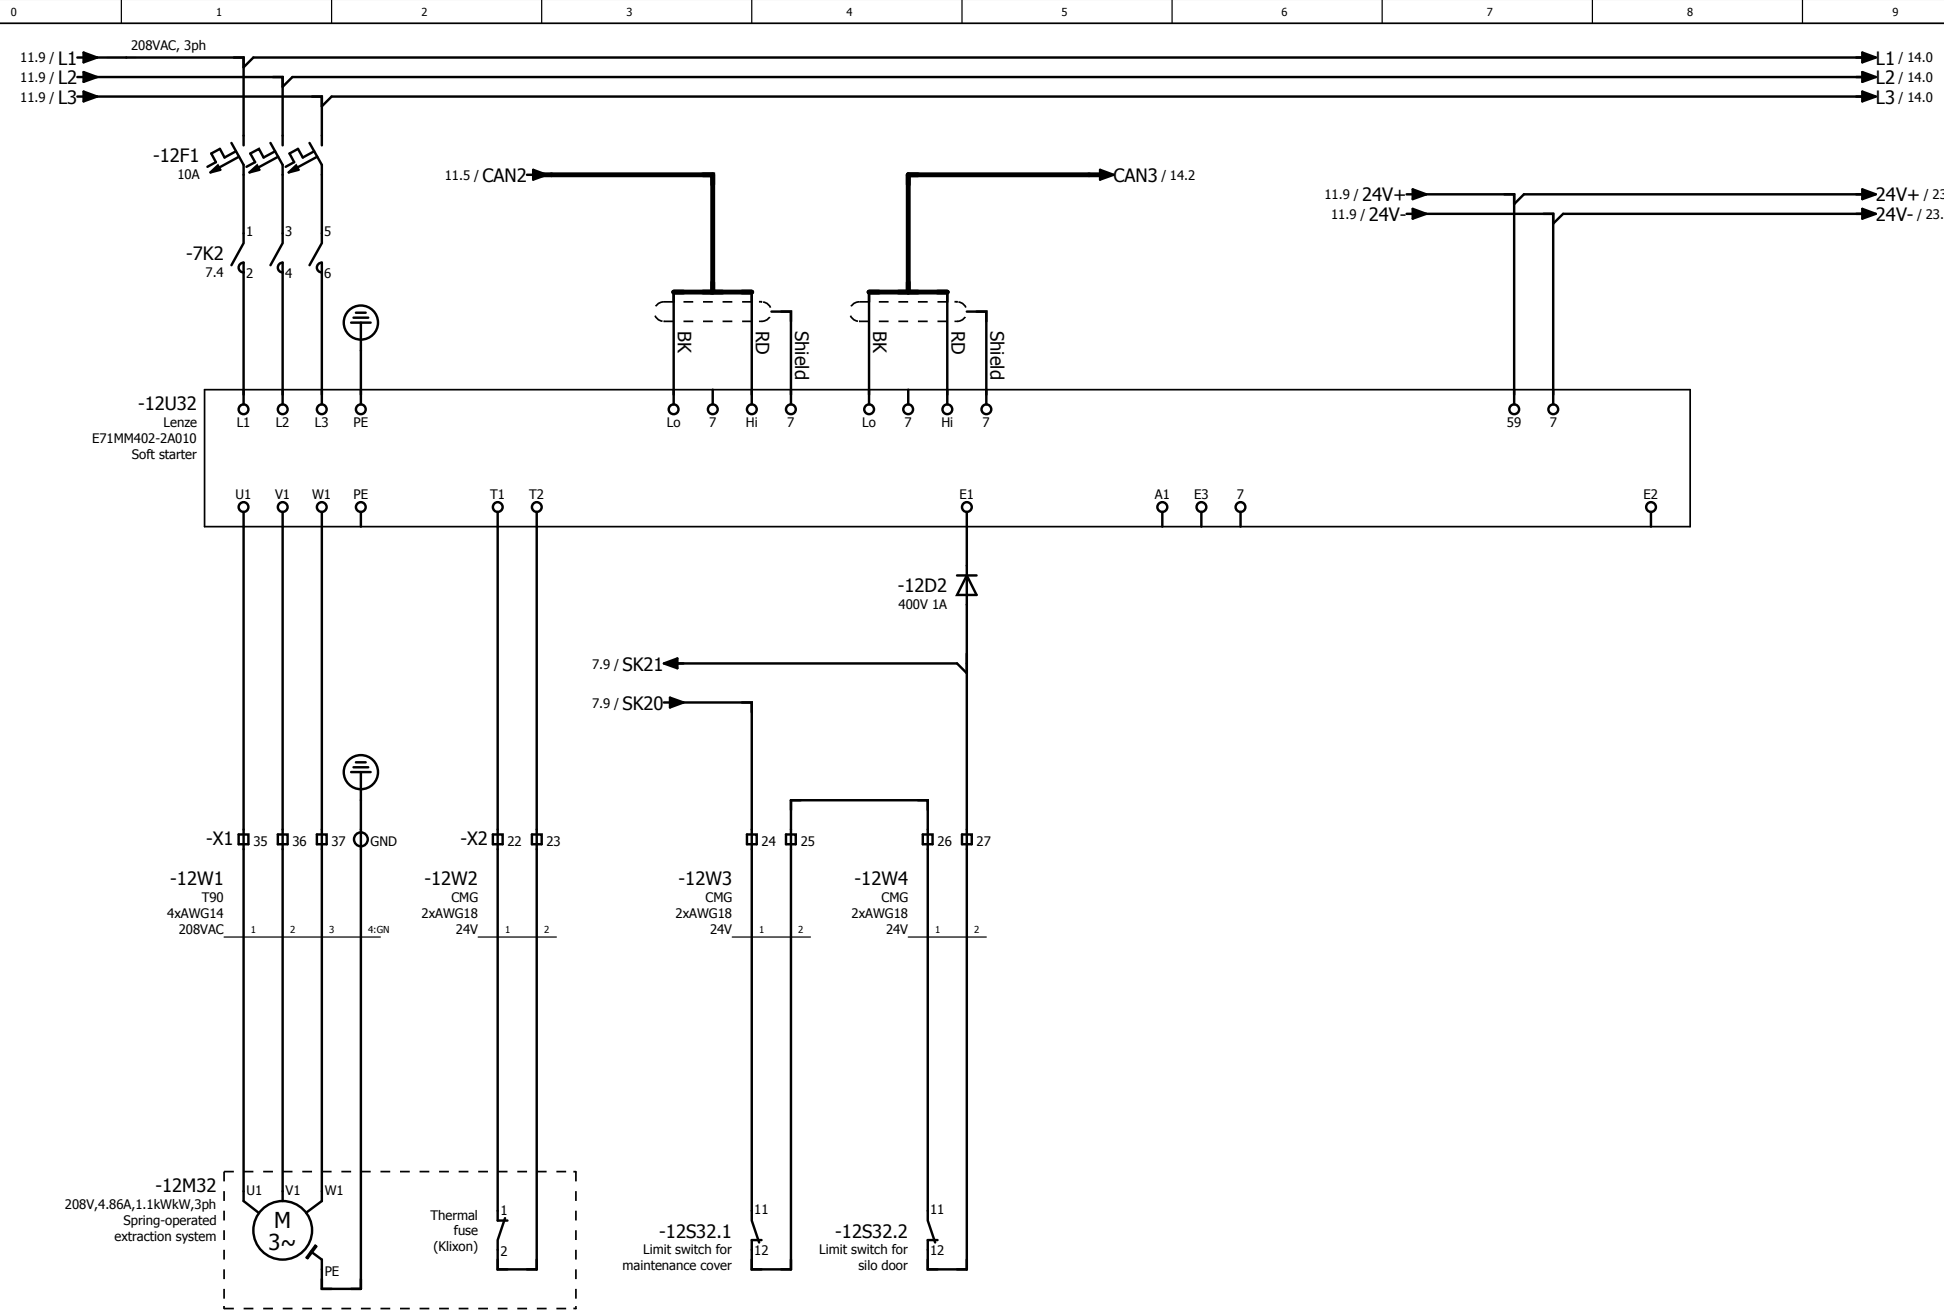 0 1 2 3 4 5 6 7 8 9
208VAC, 3ph
11.9 / L1 L1 / 14.0
11.9 / L2 L2 / 14.0
11.9 / L3 L3 / 14.0
-12F1
10A
11.5 / CAN2 CAN3 / 14.2
11.9 / 24V+ 24V+ / 23
11.9 / 24V- 24V- / 23.
1 3 5
-7K2
7.4
2 4 6
BK RD Shield BK RD Shield
-12U32
Lenze
E71MM402-2A010
Soft starter
L1 L2 L3 PE Lo 7 Hi 7 Lo 7 Hi 7 59 7
U1 V1 W1 PE T1 T2 E1 A1 E3 7 E2
-12D2
400V 1A
7.9 / SK21
7.9 / SK20
-X1 35 36 37 GND -X2 22 23 24 25 26 27
-12W1
T90
4xAWG14
208VAC 1 2 3 4:GN
-12W2
CMG
2xAWG18
24V 1 2
-12W3
CMG
2xAWG18
24V 1 2
-12W4
CMG
2xAWG18
24V 1 2
-12M32
208V,4.86A,1.1kWkW,3ph
Spring-operated
extraction system
U1 V1 W1
M
3~
PE
Thermal
fuse
(Klixon)
1
2
11
-12S32.1
12
Limit switch for
maintenance cover
11
-12S32.2
12
Limit switch for
silo door